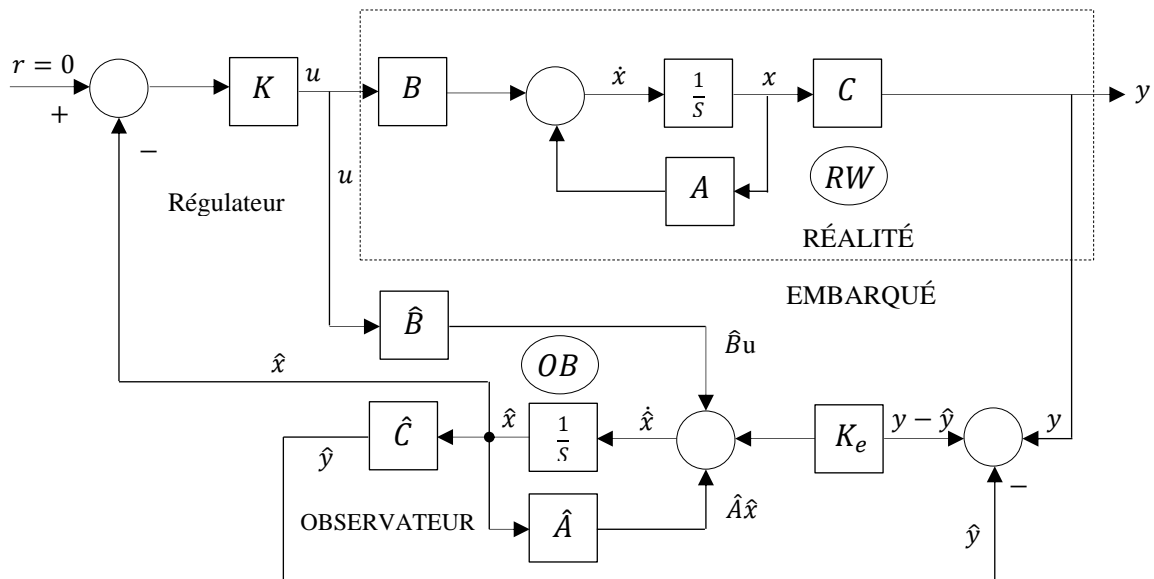 r = 0
+
−
K
u
B
ẋ
1/S
x
C
y
u
A
RW
Régulateur
RÉALITÉ
EMBARQUÉ
B̂
B̂u
x̂
OB
Ĉ
x̂
1/S
x̂̇
K_e
y − ŷ
y
−
ŷ
OBSERVATEUR
Â
Âx̂
ŷ